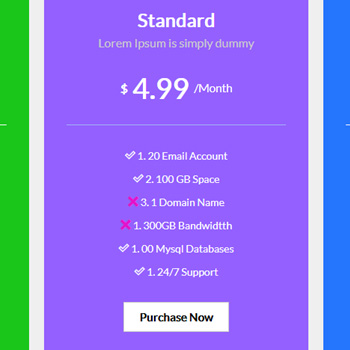 Standard
Lorem Ipsum is simply dummy
$ 4.99 /Month
1. 20 Email Account
2. 100 GB Space
3. 1 Domain Name
1. 300GB Bandwidtth
1. 00 Mysql Databases
1. 24/7 Support
Purchase Now